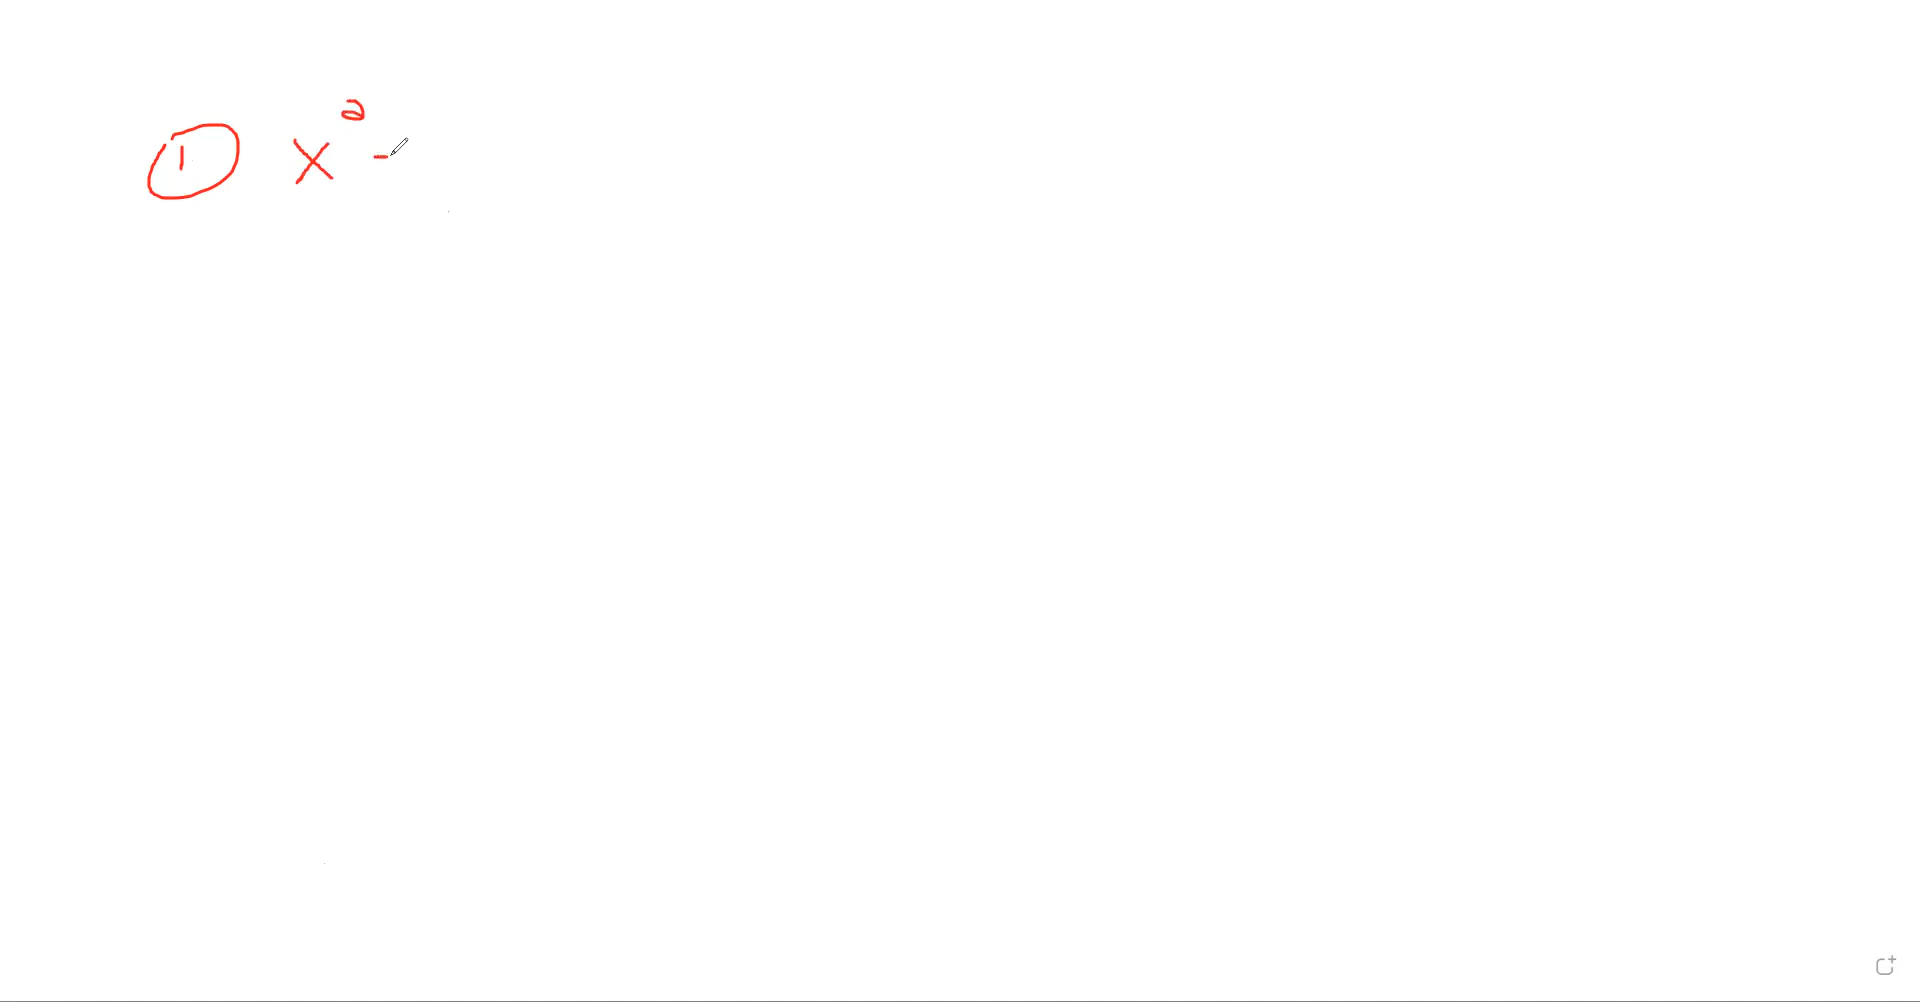 ① x² -